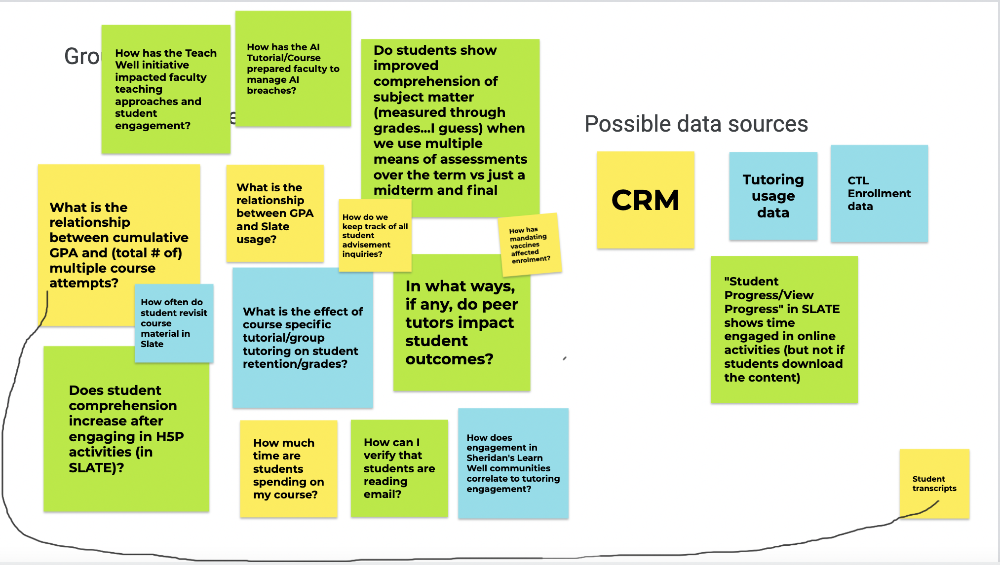 How has the Teach
Well initiative
impacted faculty
teaching
approaches and
student
engagement?
How has the AI
Tutorial/Course
prepared faculty to
manage AI
breaches?
Do students show
improved
comprehension of
subject matter
(measured through
grades...I guess) when
we use multiple
means of assessments
over the term vs just a
midterm and final
What is the
relationship
between cumulative
GPA and (total # of)
multiple course
attempts?
What is the
relationship
between GPA
and Slate
usage?
How do we
keep track of all
student
advisement
inquiries?
How has
mandating
vaccines
affected
enrolment?
How often do
student revisit
course
material in
Slate
What is the effect of
course specific
tutorial/group
tutoring on student
retention/grades?
In what ways,
if any, do peer
tutors impact
student
outcomes?
Does student
comprehension
increase after
engaging in H5P
activities (in
SLATE)?
How much
time are
students
spending on
my course?
How can I
verify that
students are
reading
email?
How does
engagement in
Sheridan's Learn
Well communities
correlate to tutoring
engagement?
Possible data sources
CRM
Tutoring
usage
data
CTL
Enrollment
data
"Student
Progress/View
Progress" in SLATE
shows time
engaged in online
activities (but not if
students download
the content)
Student
transcripts